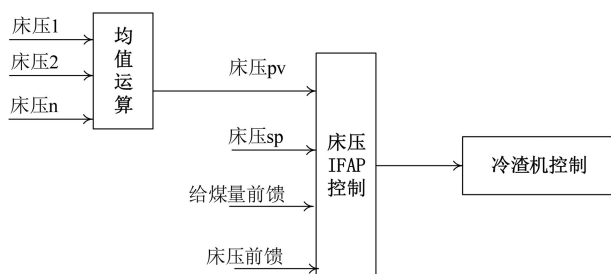 床压1
床压2
床压n
均值运算
床压pv
床压sp
给煤量前馈
床压前馈
床压
IFAP
控制
冷渣机控制